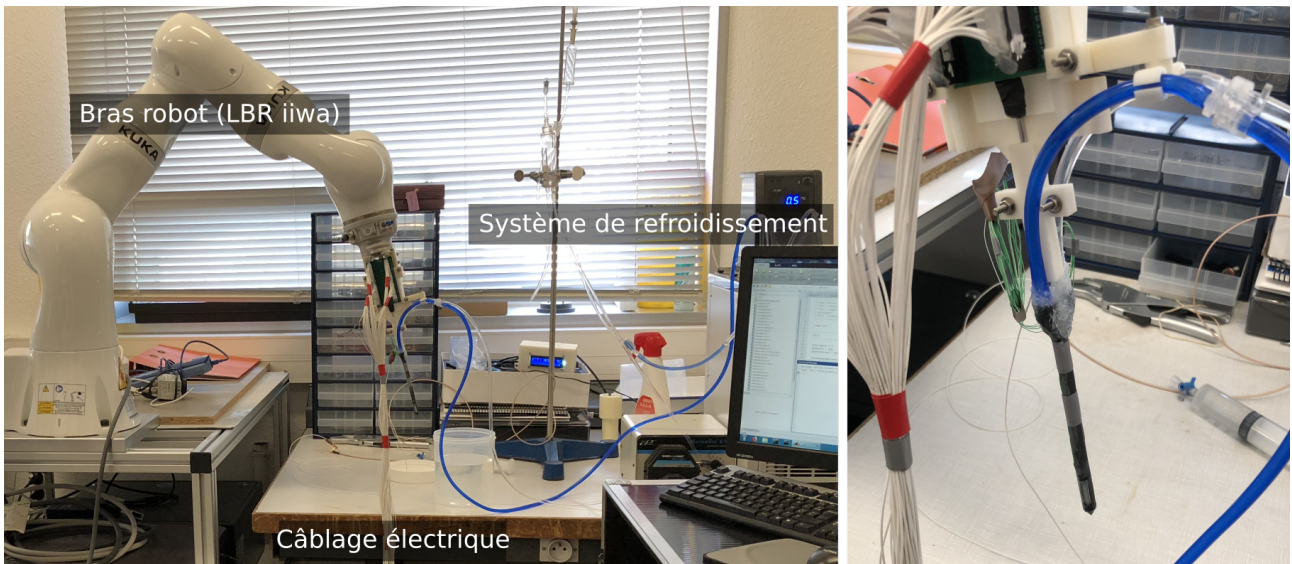 Bras robot (LBR iiwa)
KUKA
Système de refroidissement
0.5
Câblage électrique